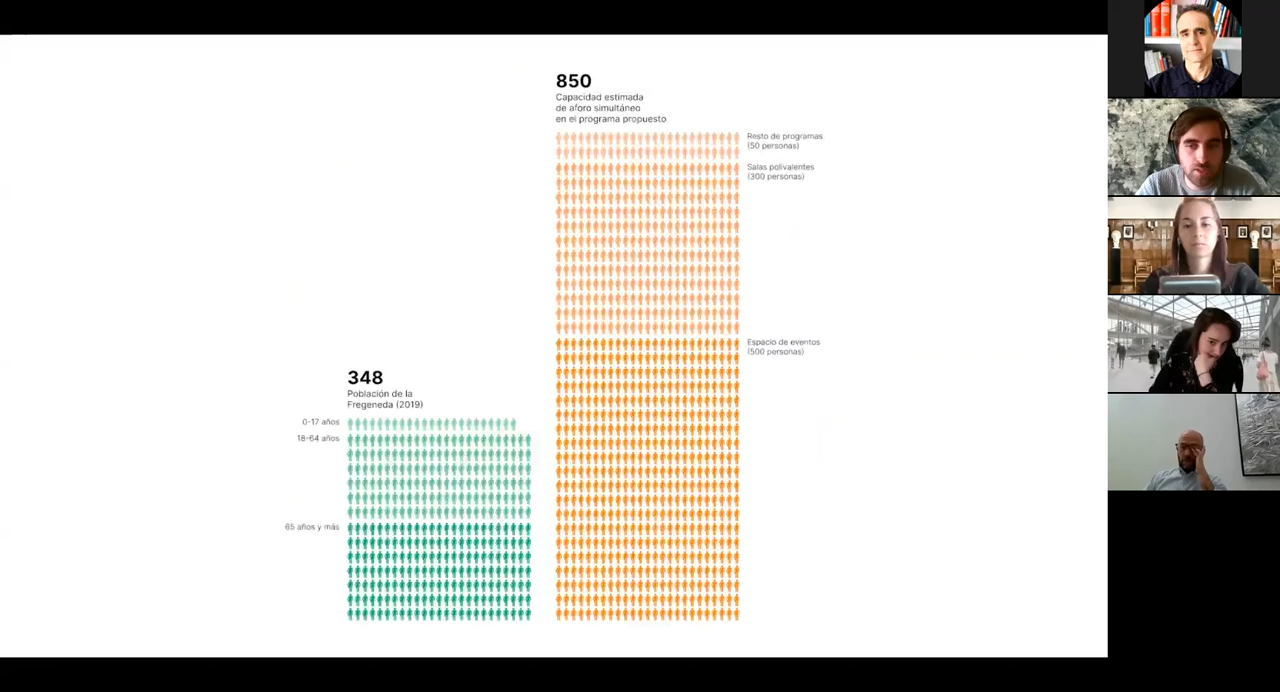 850
Capacidad estimada
de aforo simultáneo
en el programa propuesto
Resto de programas
(50 personas)
Salas polivalentes
(300 personas)
Espacio de eventos
(500 personas)
348
Población de la
Fregeneda (2019)
0-17 años
18-64 años
65 años y más